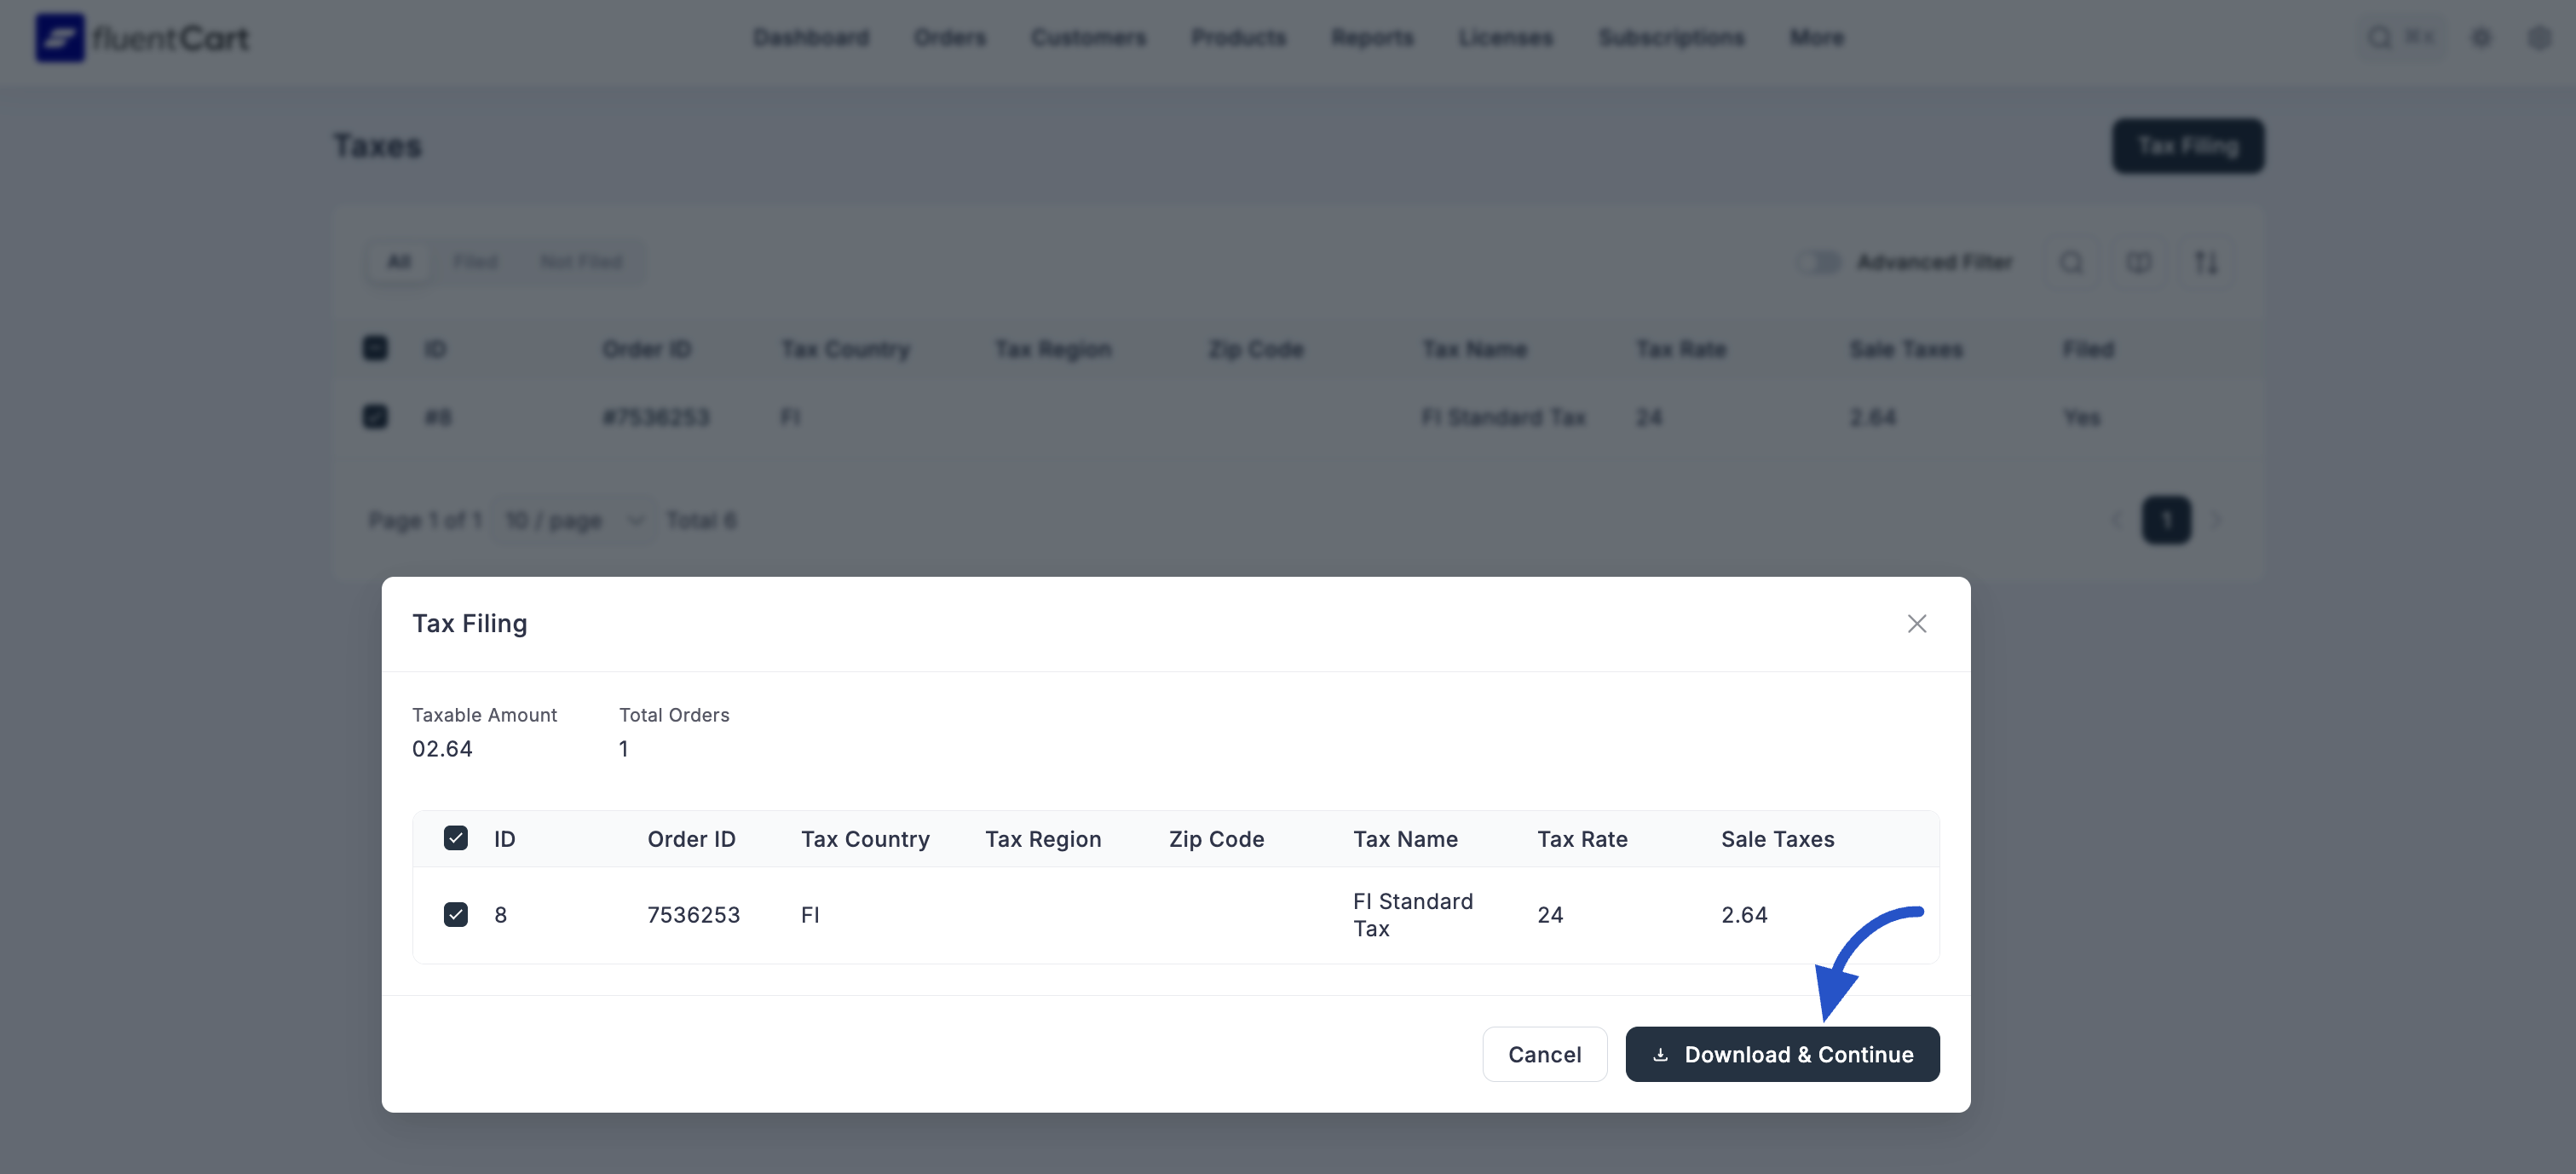 fluentCart
Dashboard Orders Customers Products Reports Licenses Subscriptions More
Taxes
Tax Filing
All Filed Not Filed
Advanced Filter
ID Order ID Tax Country Tax Region Zip Code Tax Name Tax Rate Sale Taxes Filed
#8 #7536253 FI FI Standard Tax 24 2.64 Yes
Page 1 of 1 10 / page Total 6
1
Tax Filing
Taxable Amount Total Orders
02.64 1
ID Order ID Tax Country Tax Region Zip Code Tax Name Tax Rate Sale Taxes
8 7536253 FI FI Standard Tax 24 2.64
Cancel Download & Continue